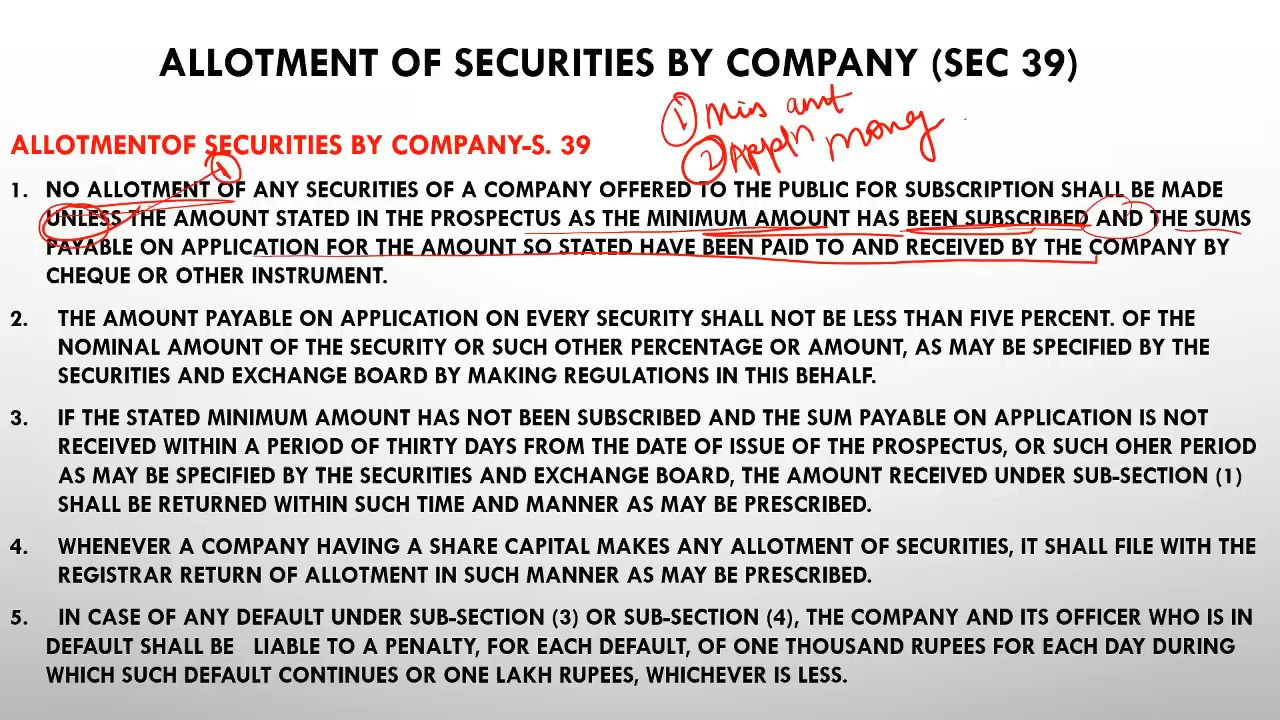 ALLOTMENT OF SECURITIES BY COMPANY (SEC 39)
① Min amt
② Appln money
ALLOTMENTOF SECURITIES BY COMPANY-S. 39
①
1. NO ALLOTMENT OF ANY SECURITIES OF A COMPANY OFFERED TO THE PUBLIC FOR SUBSCRIPTION SHALL BE MADE
UNLESS THE AMOUNT STATED IN THE PROSPECTUS AS THE MINIMUM AMOUNT HAS BEEN SUBSCRIBED AND THE SUMS
PAYABLE ON APPLICATION FOR THE AMOUNT SO STATED HAVE BEEN PAID TO AND RECEIVED BY THE COMPANY BY
CHEQUE OR OTHER INSTRUMENT.
2. THE AMOUNT PAYABLE ON APPLICATION ON EVERY SECURITY SHALL NOT BE LESS THAN FIVE PERCENT. OF THE
NOMINAL AMOUNT OF THE SECURITY OR SUCH OTHER PERCENTAGE OR AMOUNT, AS MAY BE SPECIFIED BY THE
SECURITIES AND EXCHANGE BOARD BY MAKING REGULATIONS IN THIS BEHALF.
3. IF THE STATED MINIMUM AMOUNT HAS NOT BEEN SUBSCRIBED AND THE SUM PAYABLE ON APPLICATION IS NOT
RECEIVED WITHIN A PERIOD OF THIRTY DAYS FROM THE DATE OF ISSUE OF THE PROSPECTUS, OR SUCH OHER PERIOD
AS MAY BE SPECIFIED BY THE SECURITIES AND EXCHANGE BOARD, THE AMOUNT RECEIVED UNDER SUB-SECTION (1)
SHALL BE RETURNED WITHIN SUCH TIME AND MANNER AS MAY BE PRESCRIBED.
4. WHENEVER A COMPANY HAVING A SHARE CAPITAL MAKES ANY ALLOTMENT OF SECURITIES, IT SHALL FILE WITH THE
REGISTRAR RETURN OF ALLOTMENT IN SUCH MANNER AS MAY BE PRESCRIBED.
5. IN CASE OF ANY DEFAULT UNDER SUB-SECTION (3) OR SUB-SECTION (4), THE COMPANY AND ITS OFFICER WHO IS IN
DEFAULT SHALL BE LIABLE TO A PENALTY, FOR EACH DEFAULT, OF ONE THOUSAND RUPEES FOR EACH DAY DURING
WHICH SUCH DEFAULT CONTINUES OR ONE LAKH RUPEES, WHICHEVER IS LESS.